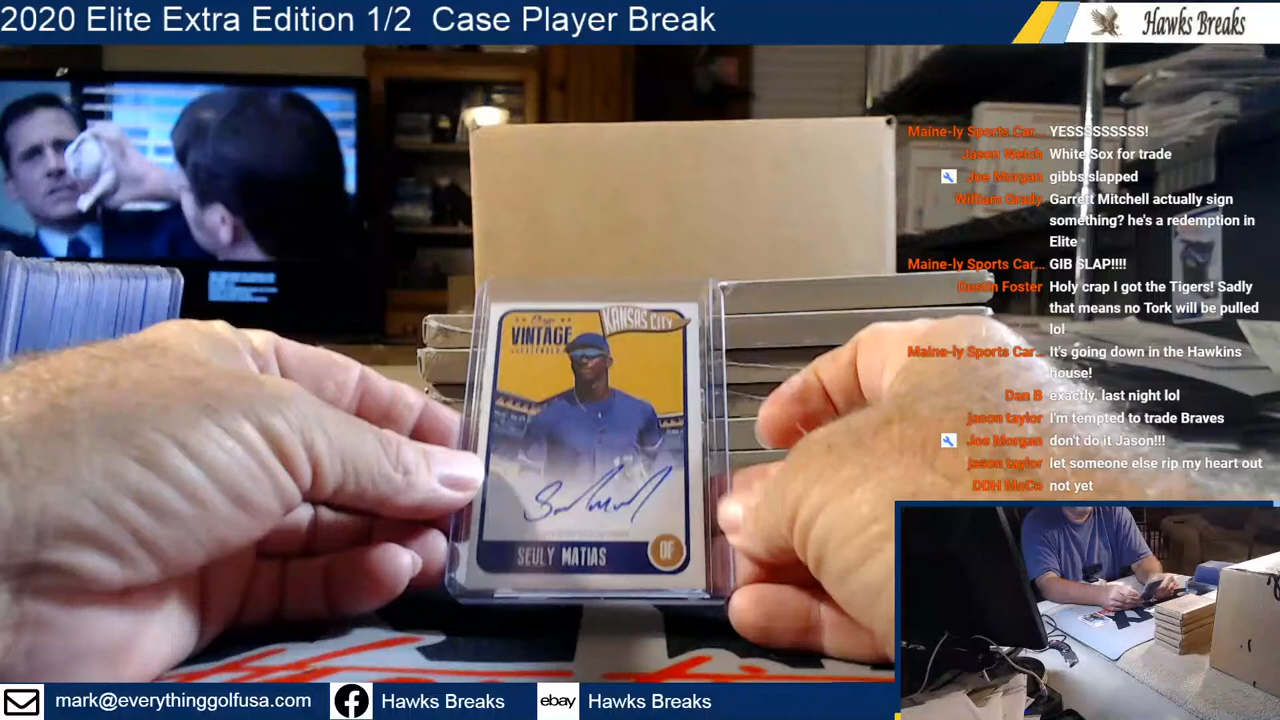 2020 Elite Extra Edition 1/2 Case Player Break
Hawks Breaks
Maine-ly Sports Car... YESSSSSSSSS!
Jason Welch White Sox for trade
Joe Morgan gibbs slapped
William Grady Garrett Mitchell actually sign
something? he's a redemption in
Elite
Maine-ly Sports Car... GIB SLAP!!!!
Dustin Foster Holy crap I got the Tigers! Sadly
that means no Tork will be pulled
lol
Maine-ly Sports Car... It's going down in the Hawkins
house!
Dan B exactly. last night lol
jason taylor I'm tempted to trade Braves
Joe Morgan don't do it Jason!!!
jason taylor let someone else rip my heart out
DDH MoCo not yet
VINTAGE
KANSAS CITY
SEULY MATIAS
OF
mark@everythinggolfusa.com
Hawks Breaks
ebay Hawks Breaks